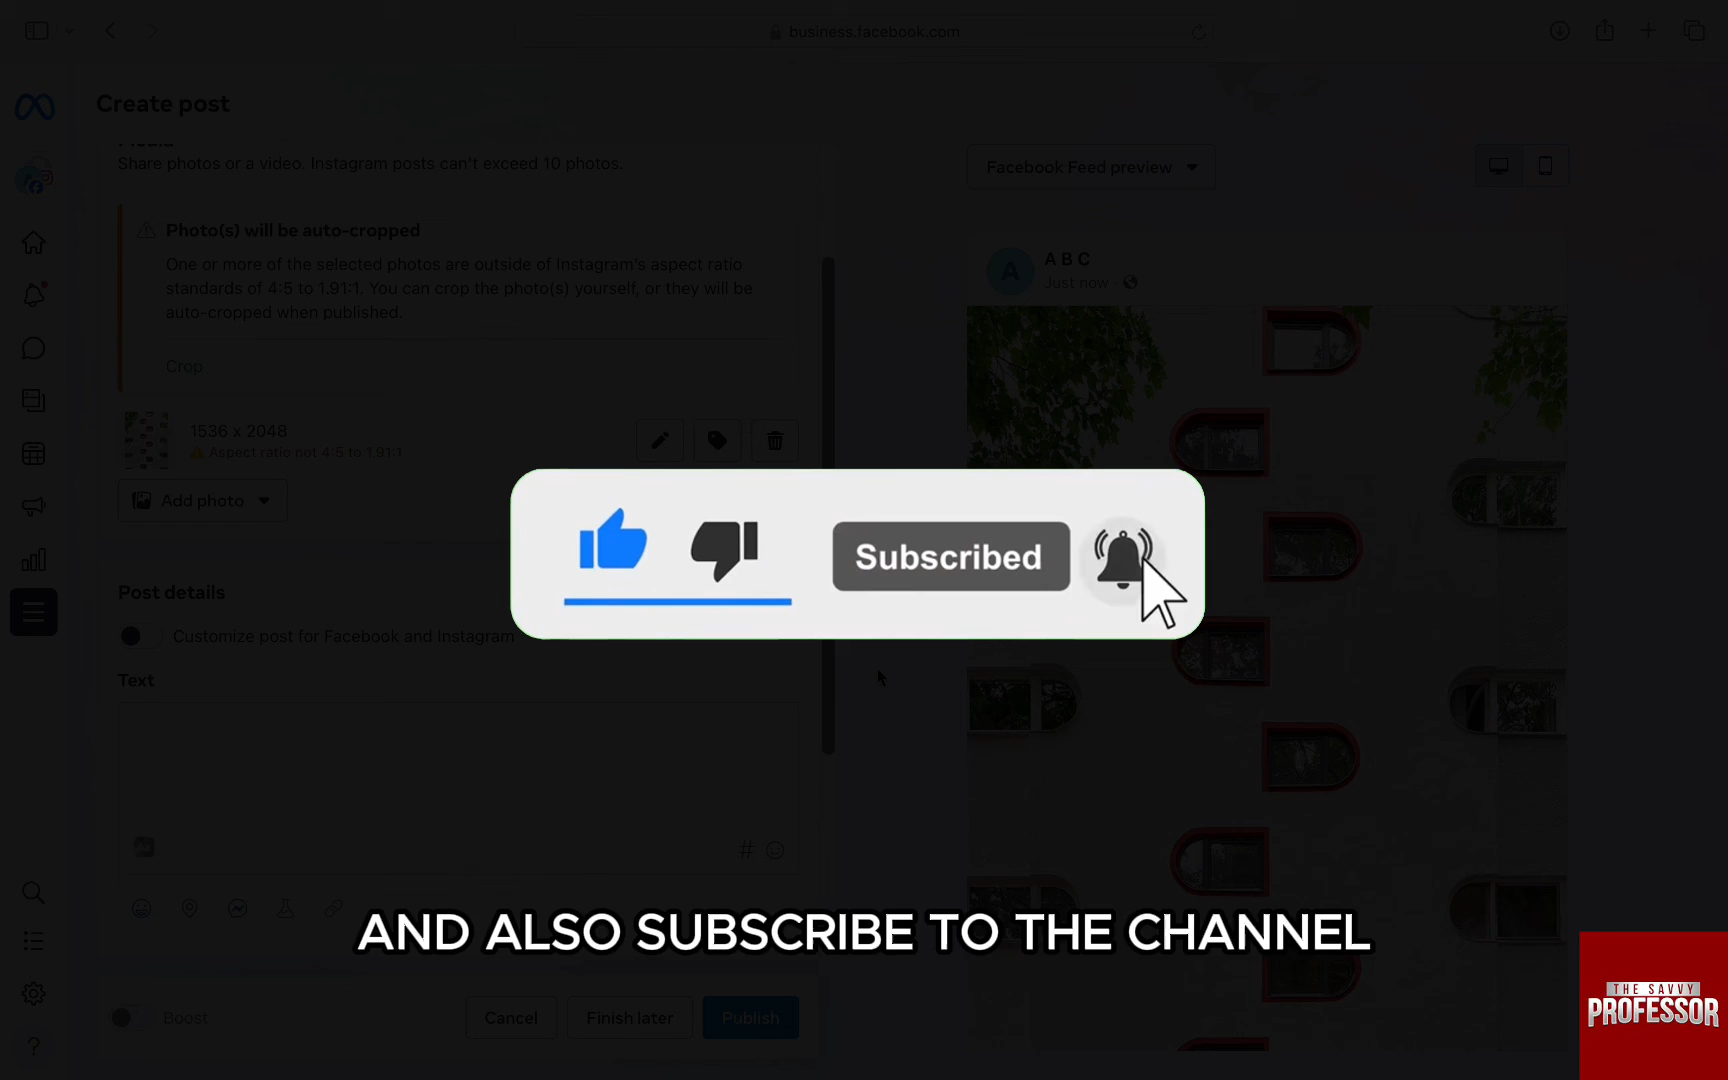 business.facebook.com
Create post
Media
Share photos or a video. Instagram posts can't exceed 10 photos.
Photo(s) will be auto-cropped
One or more of the selected photos are outside of Instagram's aspect ratio
standards of 4:5 to 1.91:1. You can crop the photo(s) yourself, or they will be
auto-cropped when published.
Crop
1536 x 2048
Aspect ratio not 4:5 to 1.91:1
Add photo
Post details
Customize post for Facebook and Instagram
Text
Boost
Cancel
Finish later
Publish
Facebook Feed preview
A
A B C
Just now ·
Subscribed
AND ALSO SUBSCRIBE TO THE CHANNEL
THE SAVVY
PROFESSOR